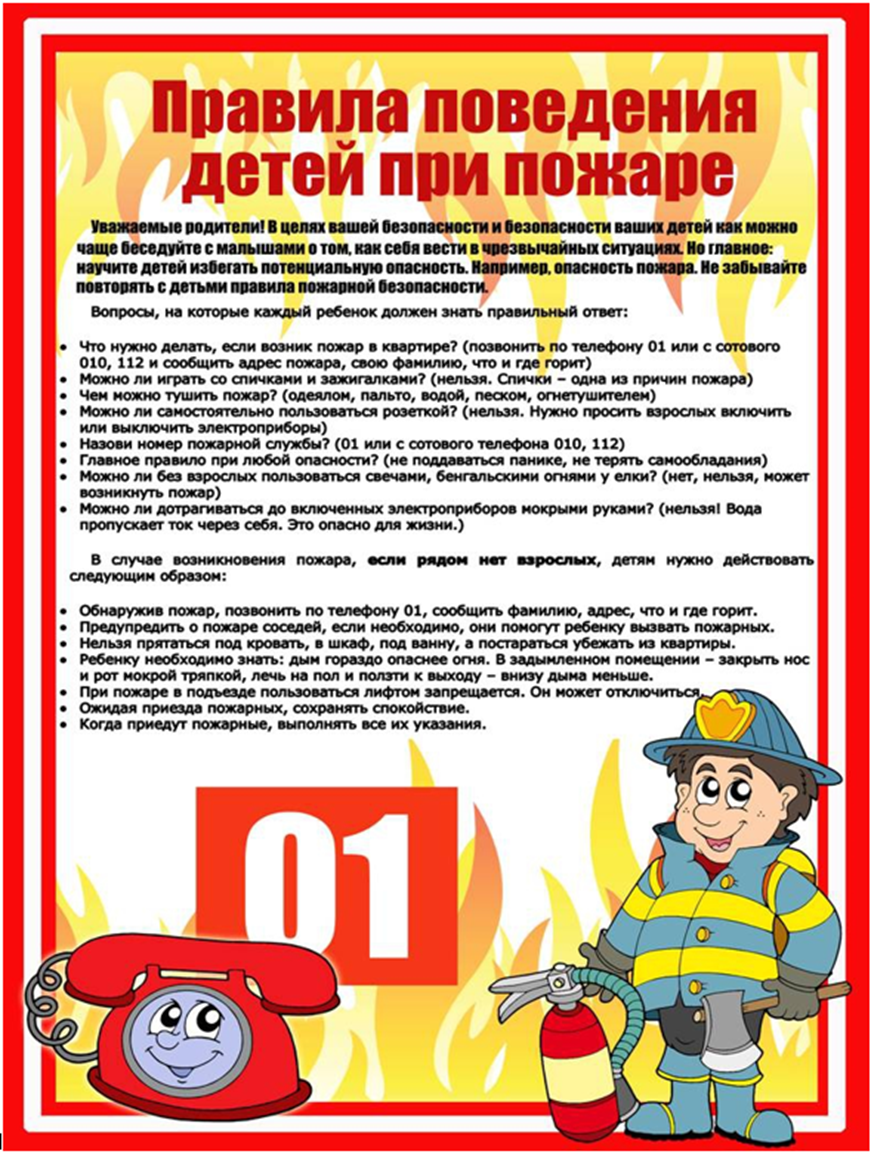 Правила поведения
детей при пожаре
Уважаемые родители! В целях вашей безопасности и безопасности ваших детей как можно
чаще беседуйте с малышами о том, как себя вести в чрезвычайных ситуациях. Но главное:
научите детей избегать потенциальную опасность. Например, опасность пожара. Не забывайте
повторять с детьми правила пожарной безопасности.
Вопросы, на которые каждый ребенок должен знать правильный ответ:
• Что нужно делать, если возник пожар в квартире? (позвонить по телефону 01 или с сотового
010, 112 и сообщить адрес пожара, свою фамилию, что и где горит)
• Можно ли играть со спичками и зажигалками? (нельзя. Спички – одна из причин пожара)
• Чем можно тушить пожар? (одеялом, пальто, водой, песком, огнетушителем)
• Можно ли самостоятельно пользоваться розеткой? (нельзя. Нужно просить взрослых включить
или выключить электроприборы)
• Назови номер пожарной службы? (01 или с сотового телефона 010, 112)
• Главное правило при любой опасности? (не поддаваться панике, не терять самообладания)
• Можно ли без взрослых пользоваться свечами, бенгальскими огнями у елки? (нет, нельзя, может
возникнуть пожар)
• Можно ли дотрагиваться до включенных электроприборов мокрыми руками? (нельзя! Вода
пропускает ток через себя. Это опасно для жизни.)
В случае возникновения пожара, если рядом нет взрослых, детям нужно действовать
следующим образом:
• Обнаружив пожар, позвонить по телефону 01, сообщить фамилию, адрес, что и где горит.
• Предупредить о пожаре соседей, если необходимо, они помогут ребенку вызвать пожарных.
• Нельзя прятаться под кровать, в шкаф, под ванну, а постараться убежать из квартиры.
• Ребенку необходимо знать: дым гораздо опаснее огня. В задымленном помещении – закрыть нос
и рот мокрой тряпкой, лечь на пол и ползти к выходу – внизу дыма меньше.
• При пожаре в подъезде пользоваться лифтом запрещается. Он может отключиться.
• Ожидая приезда пожарных, сохранять спокойствие.
• Когда приедут пожарные, выполнять все их указания.
01